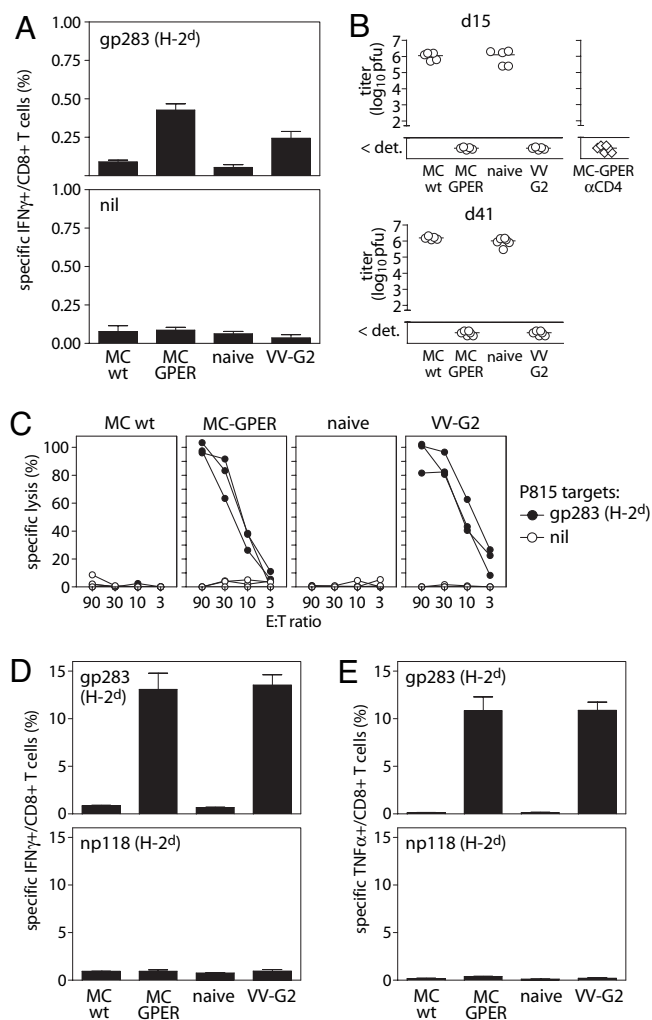 A
gp283 (H-2d)
1.00
0.75
0.50
0.25
nil
1.00
0.75
0.50
0.25
0.00
specific IFNγ+/CD8+ T cells (%)
MC wt
MC GPER
naive
VV-G2
B
d15
titer (log10pfu)
7
6
5
4
3
2
< det.
MC wt
MC GPER
naive
VV G2
MC-GPER αCD4
d41
titer (log10pfu)
7
6
5
4
3
2
1
< det.
MC wt
MC GPER
naive
VV G2
C
MC wt
MC-GPER
naive
VV-G2
specific lysis (%)
100
80
60
40
20
0
90 30 10 3
90 30 10 3
90 30 10 3
90 30 10 3
E:T ratio
P815 targets:
gp283 (H-2d)
nil
D
gp283 (H-2d)
15
10
5
0
np118 (H-2d)
15
10
5
0
specific IFNγ+/CD8+ T cells (%)
MC wt
MC GPER
naive
VV-G2
E
gp283 (H-2d)
15
10
5
0
np118 (H-2d)
15
10
5
0
specific TNFα+/CD8+ T cells (%)
MC wt
MC GPER
naive
VV-G2